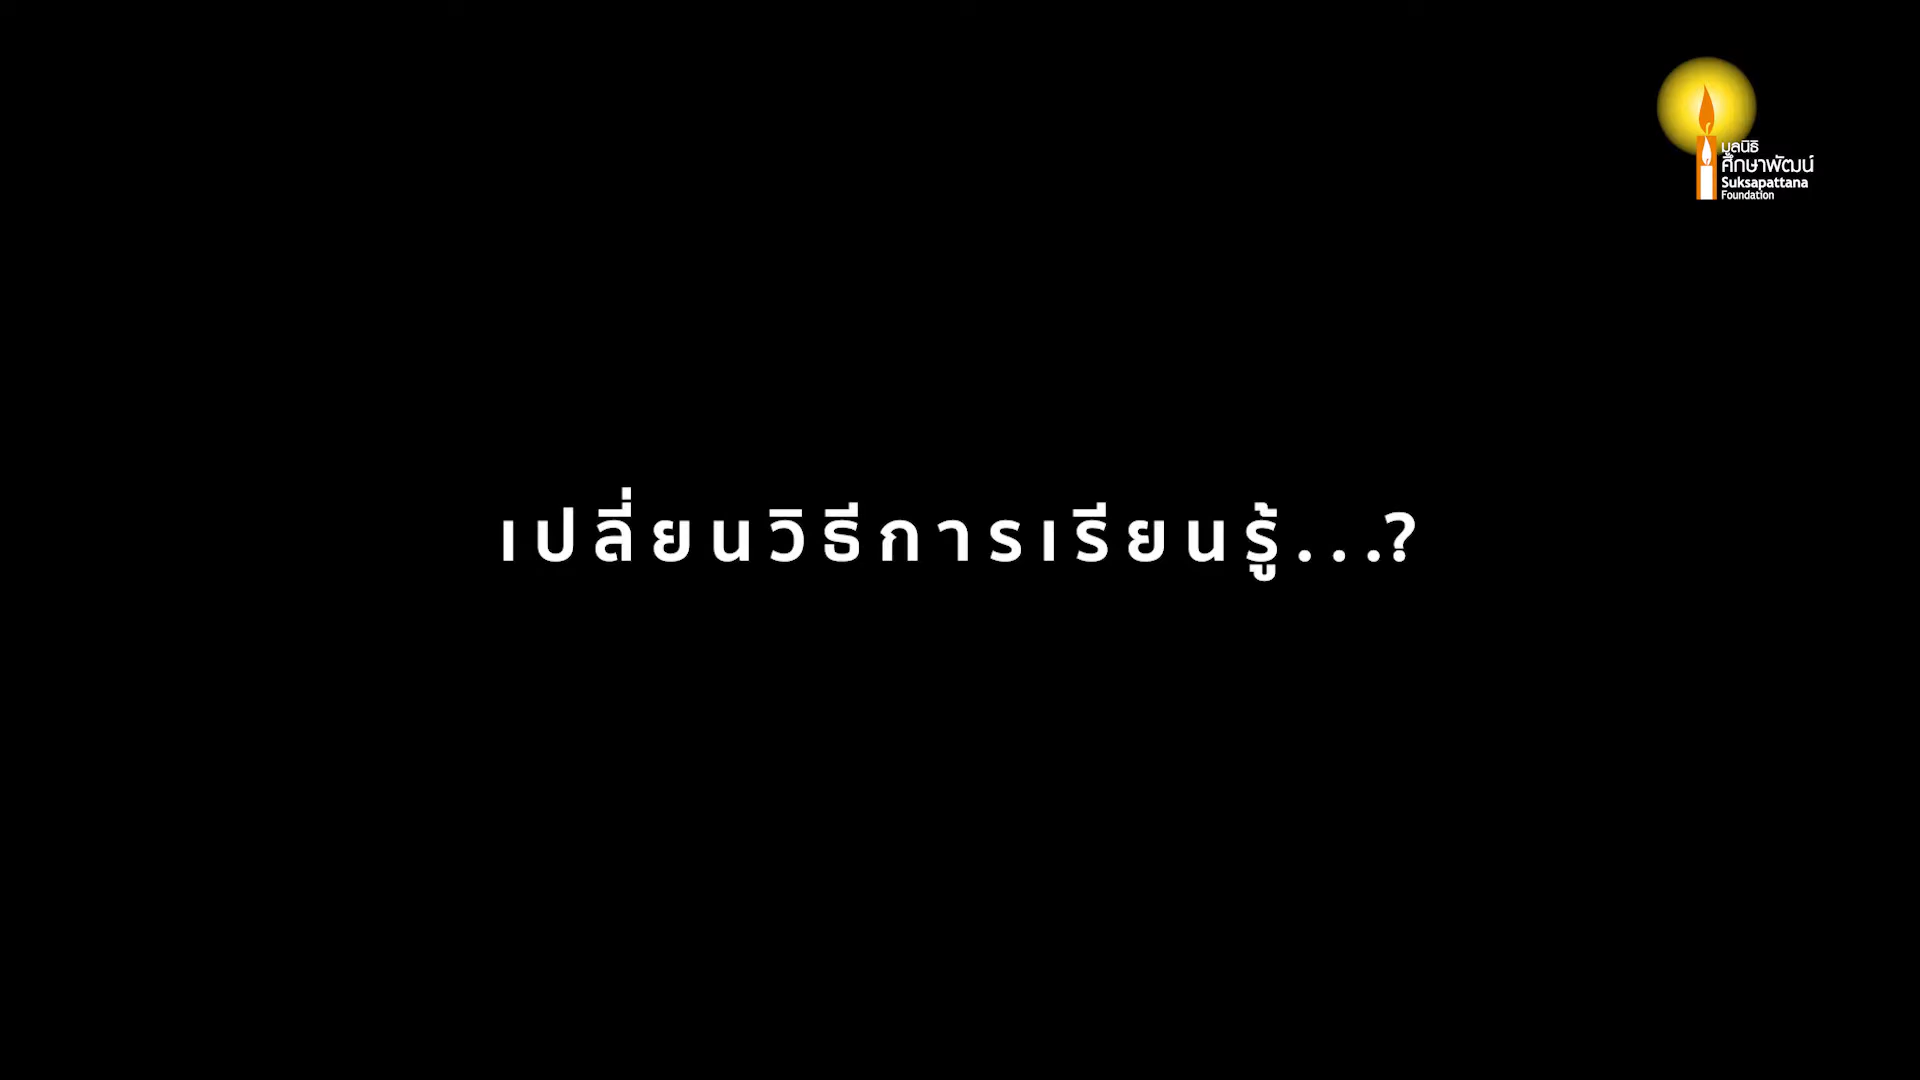 มูลนิธิ
ศึกษาพัฒน์
Suksapattana
Foundation
เปลี่ยนวิธีการเรียนรู้...?